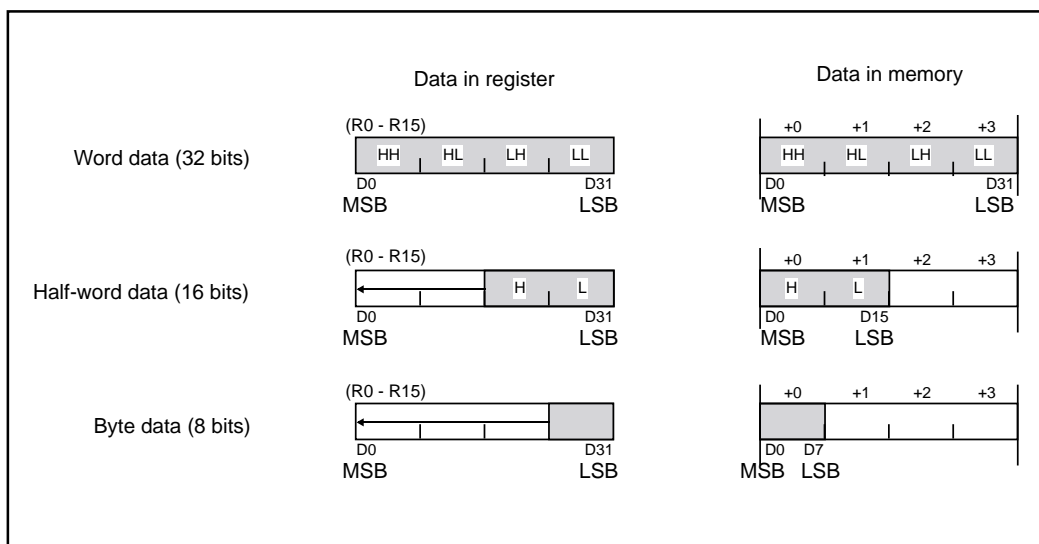 Data in register
Data in memory
(R0 - R15)
+0 +1 +2 +3
Word data (32 bits)
HH HL LH LL
HH HL LH LL
D0 D31
D0 D31
MSB LSB
MSB LSB
(R0 - R15)
+0 +1 +2 +3
Half-word data (16 bits)
H L
H L
D0 D31
D0 D15
MSB LSB
MSB LSB
(R0 - R15)
+0 +1 +2 +3
Byte data (8 bits)
D0 D31
D0 D7
MSB LSB
MSB LSB